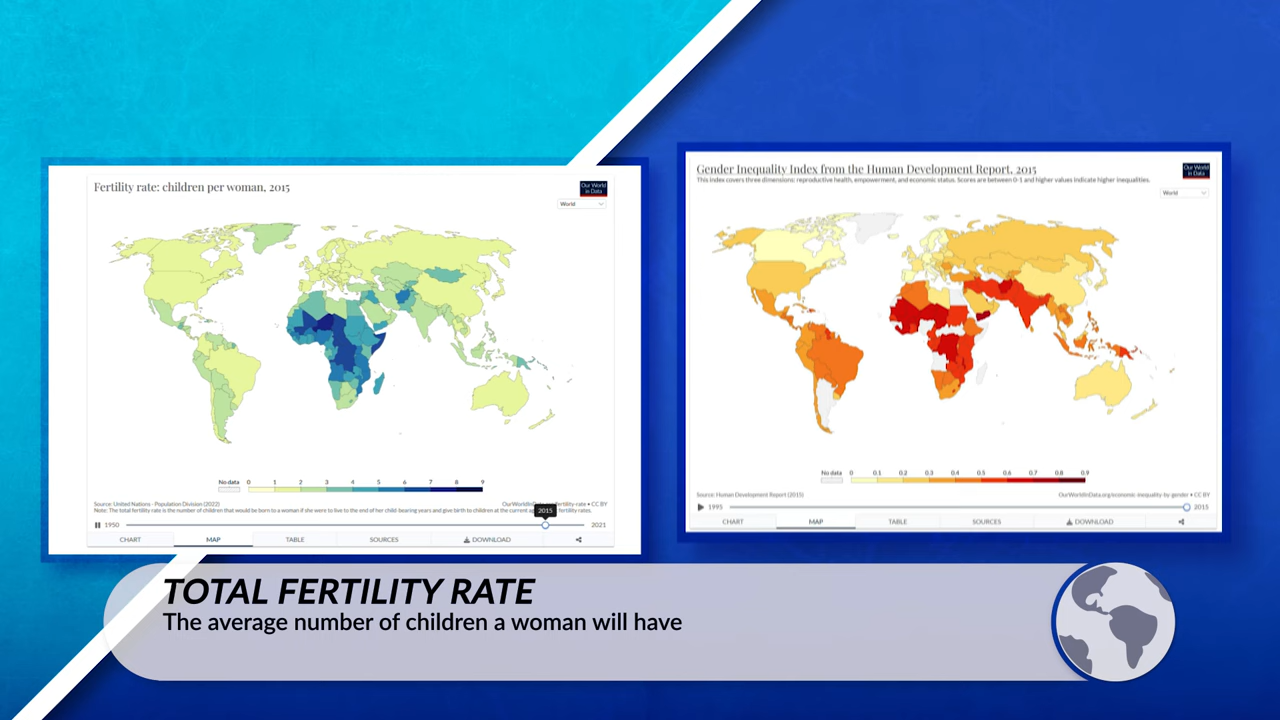 Fertility rate: children per woman, 2015
Our World
in Data
World
No data 0 1 2 3 4 5 6 7 8 9
Source: United Nations - Population Division (2022)
Note: The total fertility rate is the number of children that would be born to a woman if she were to live to the end of her child-bearing years and give birth to children at the current
fertility rates.
OurWorldInData
fertility-rate • CC BY
2015
1950
2021
CHART MAP TABLE SOURCES DOWNLOAD
Gender Inequality Index from the Human Development Report, 2015
This index covers three dimensions: reproductive health, empowerment, and economic status. Scores are between 0-1 and higher values indicate higher inequalities.
Our World
in Data
World
No data 0 0.1 0.2 0.3 0.4 0.5 0.6 0.7 0.8 0.9
Source: Human Development Report (2015)
OurWorldInData.org/economic-inequality-by-gender • CC BY
1995
2015
CHART MAP TABLE SOURCES DOWNLOAD
TOTAL FERTILITY RATE
The average number of children a woman will have